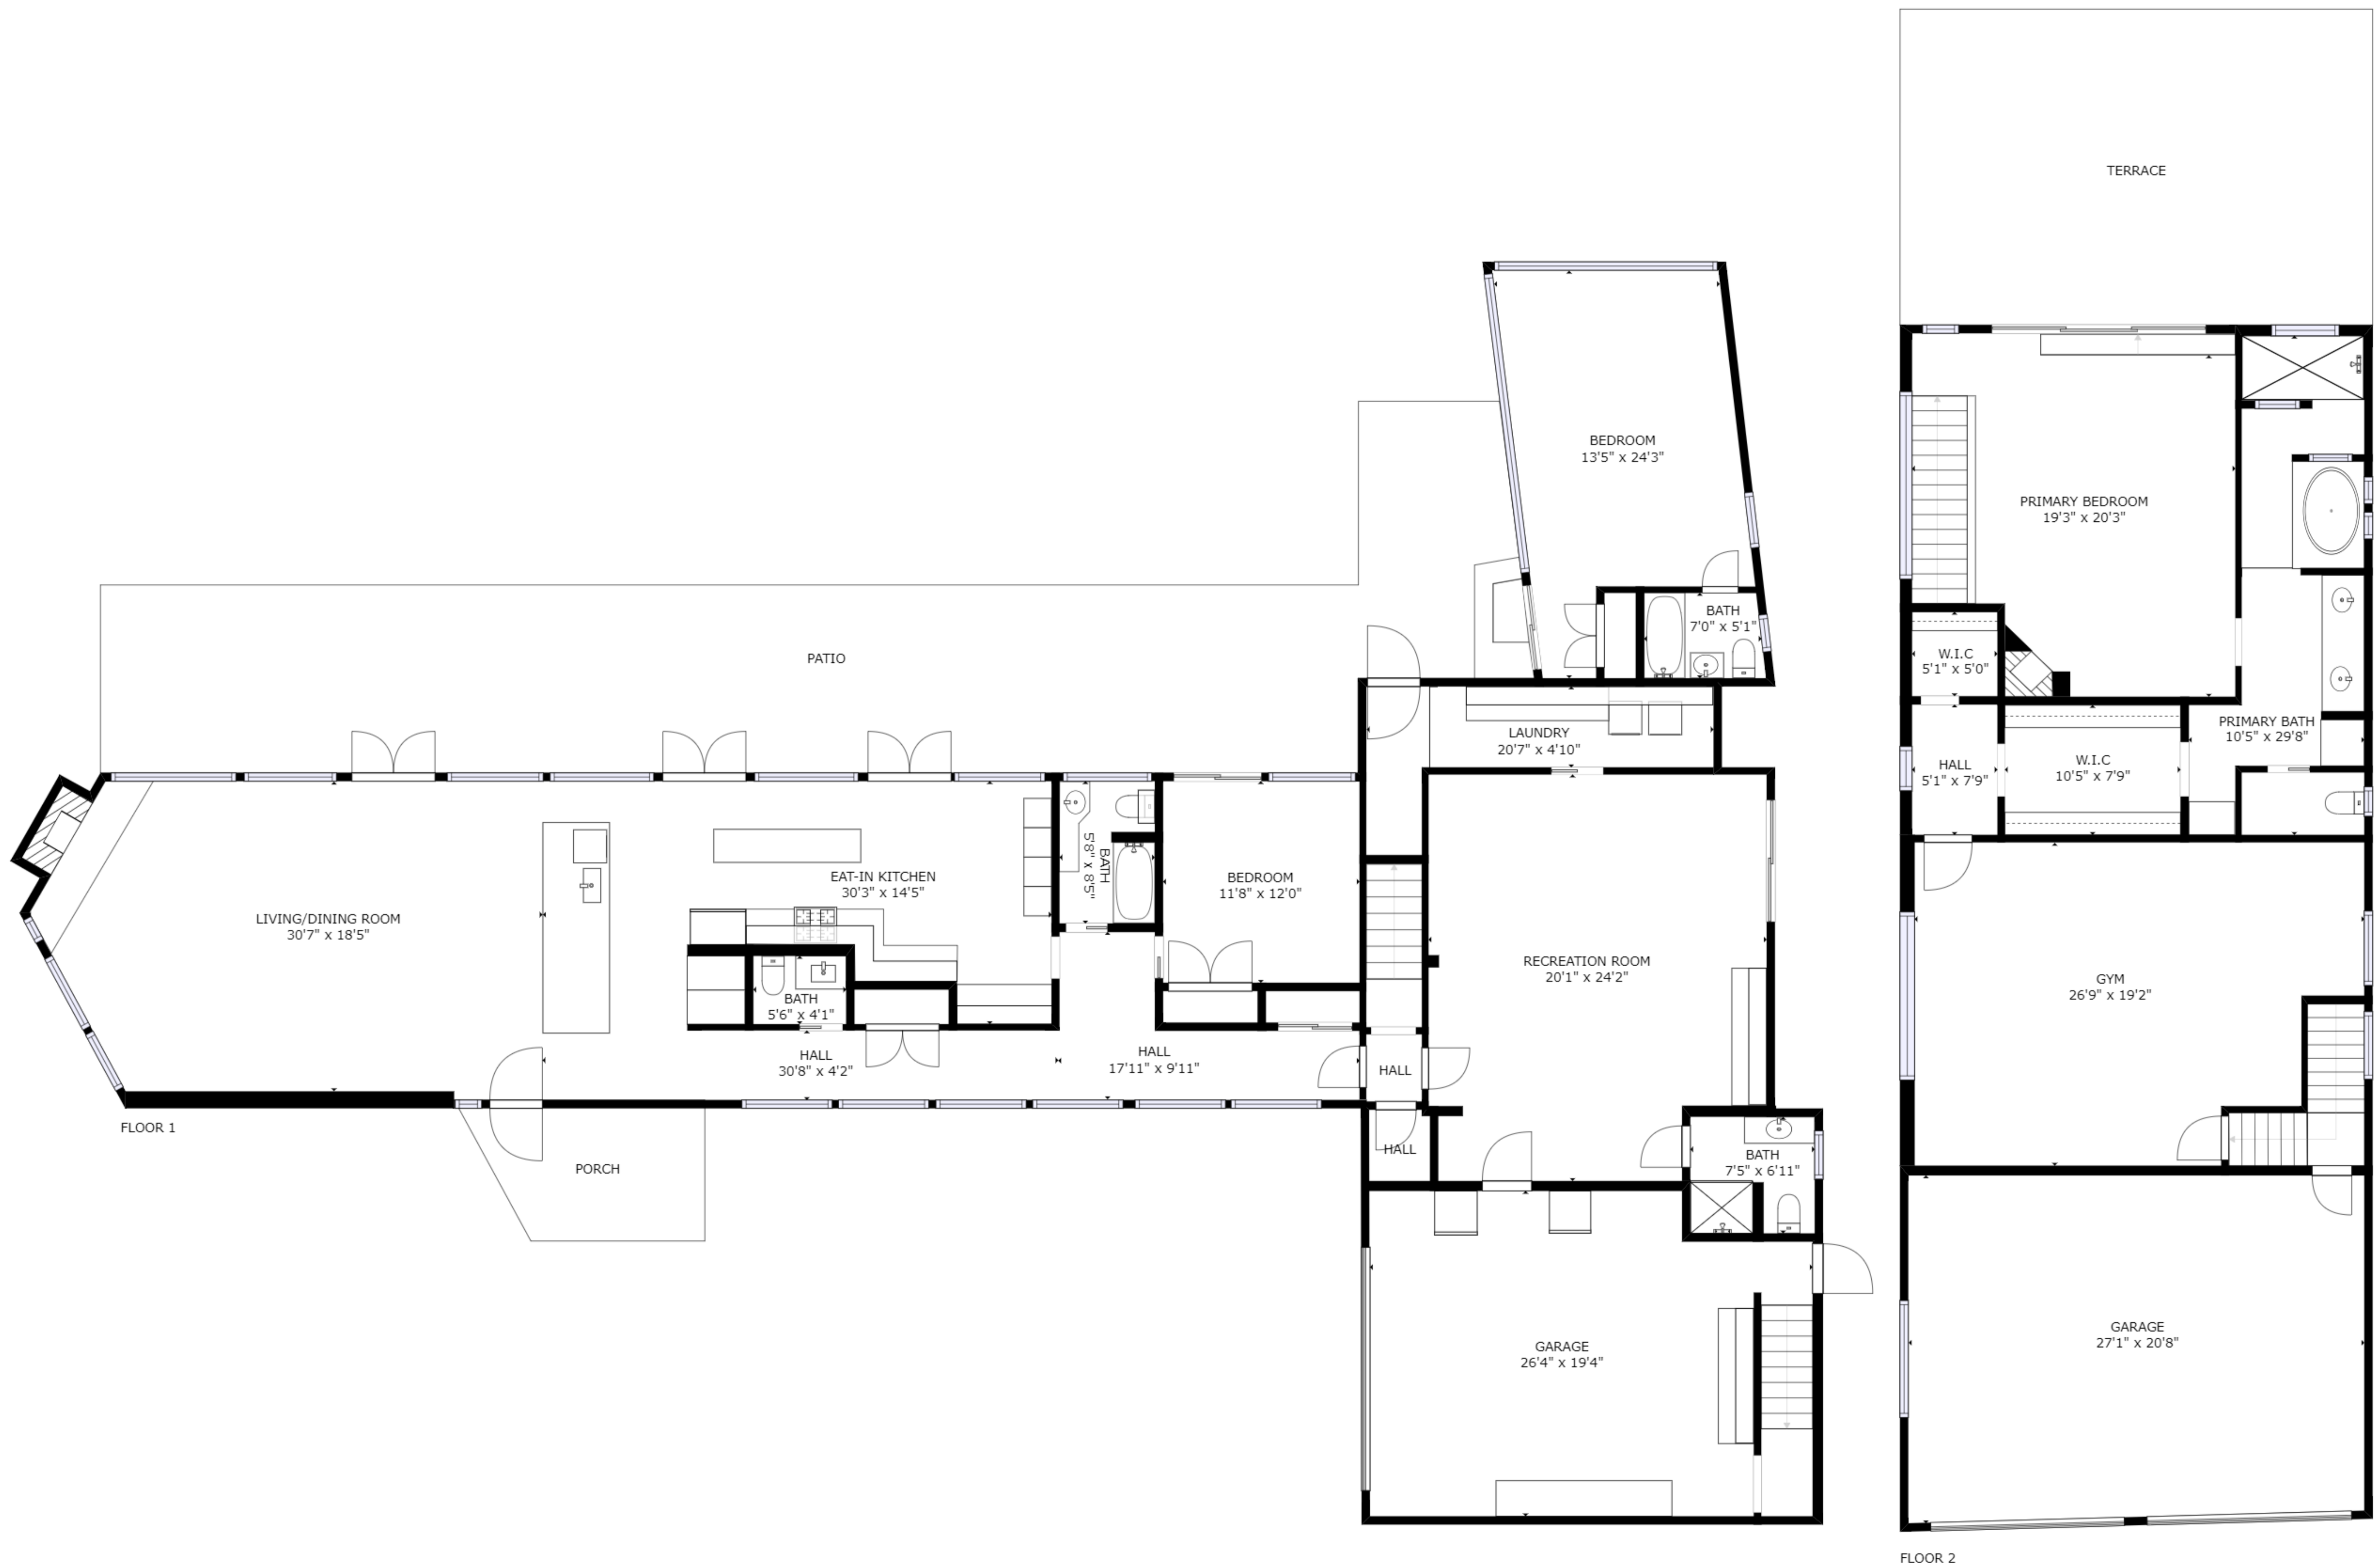 TERRACE
BEDROOM
13'5" x 24'3"
PRIMARY BEDROOM
19'3" x 20'3"
BATH
7'0" x 5'1"
PATIO
W.I.C
5'1" x 5'0"
LAUNDRY
20'7" x 4'10"
PRIMARY BATH
10'5" x 29'8"
HALL
5'1" x 7'9"
W.I.C
10'5" x 7'9"
BATH
5'8" x 8'5"
EAT-IN KITCHEN
30'3" x 14'5"
BEDROOM
11'8" x 12'0"
LIVING/DINING ROOM
30'7" x 18'5"
RECREATION ROOM
20'1" x 24'2"
GYM
26'9" x 19'2"
BATH
5'6" x 4'1"
HALL
30'8" x 4'2"
HALL
17'11" x 9'11"
HALL
FLOOR 1
HALL
PORCH
BATH
7'5" x 6'11"
GARAGE
26'4" x 19'4"
GARAGE
27'1" x 20'8"
FLOOR 2